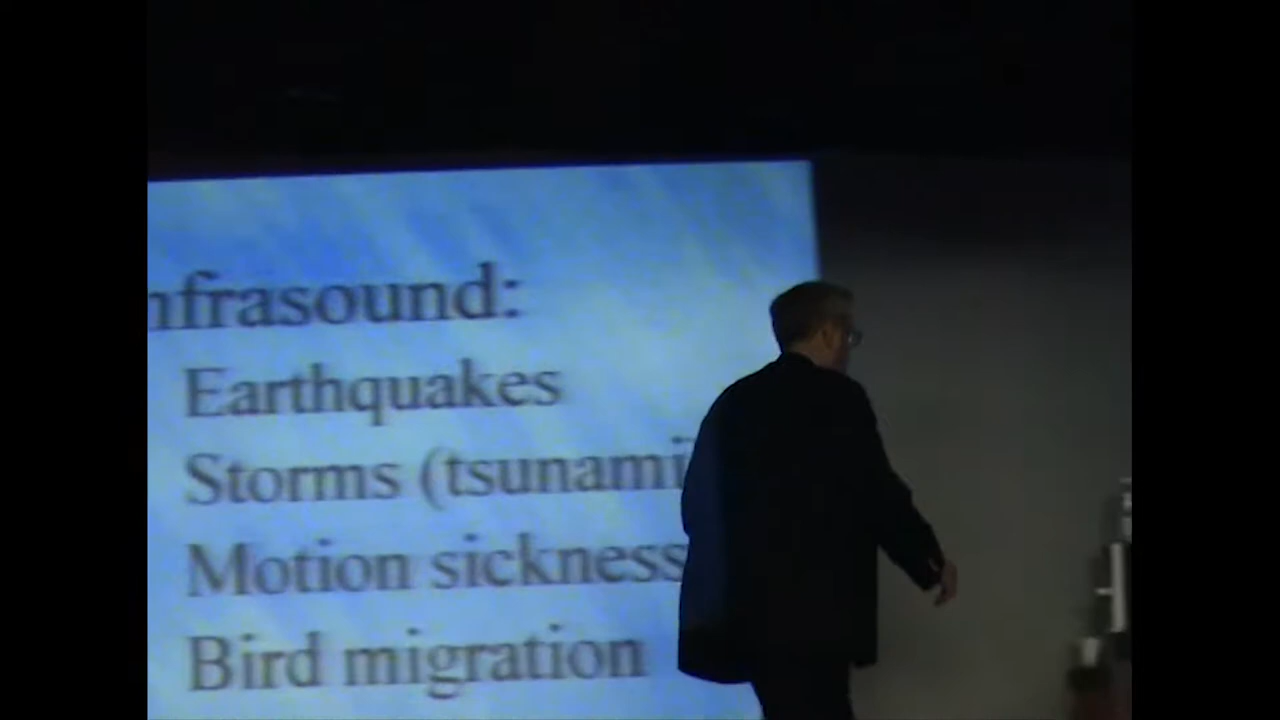 nfrasound:
Earthquakes
Storms (tsunami
Motion sickness
Bird migration